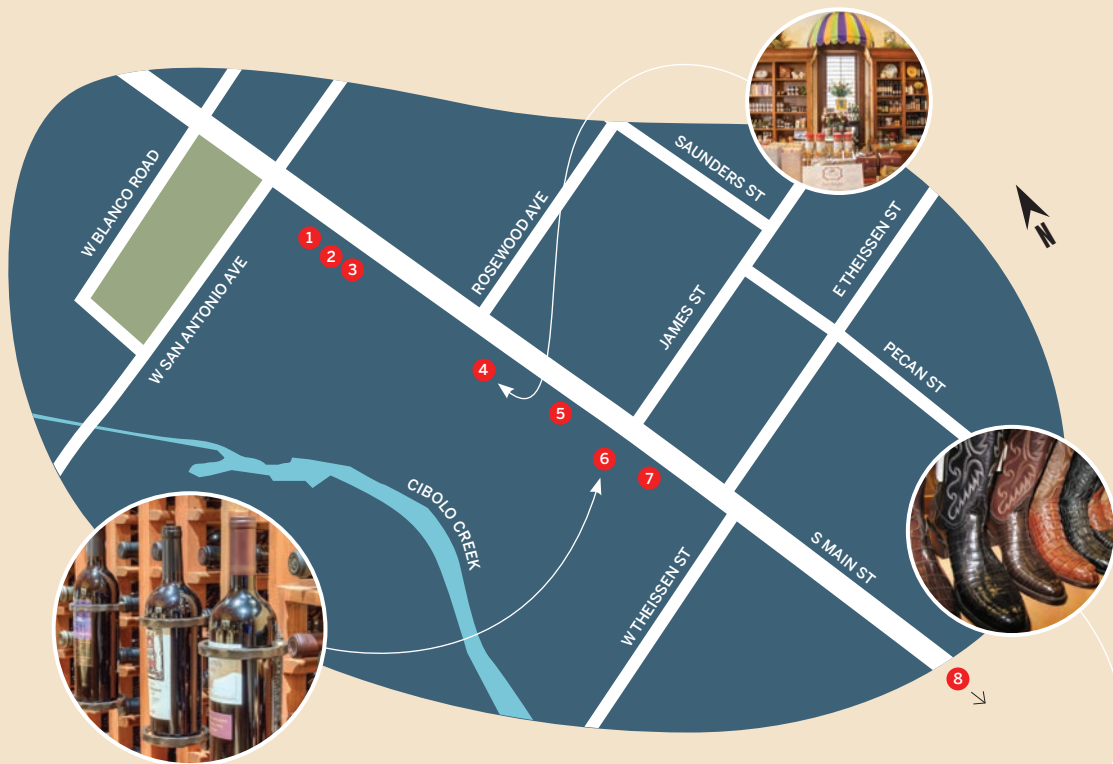 W BLANCO ROAD
W SAN ANTONIO AVE
ROSEWOOD AVE
SAUNDERS ST
JAMES ST
E THEISSEN ST
PECAN ST
N
1
2
3
4
5
6
7
CIBOLO CREEK
W THEISSEN ST
S MAIN ST
8